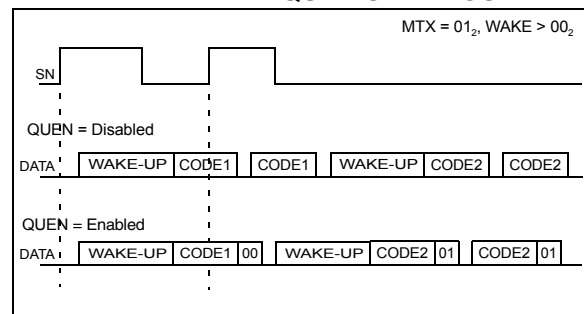 MTX = 01₂, WAKE > 00₂
SN
QUEN = Disabled
DATA WAKE-UP CODE1 CODE1 WAKE-UP CODE2 CODE2
QUEN = Enabled
DATA WAKE-UP CODE1 00 WAKE-UP CODE2 01 CODE2 01